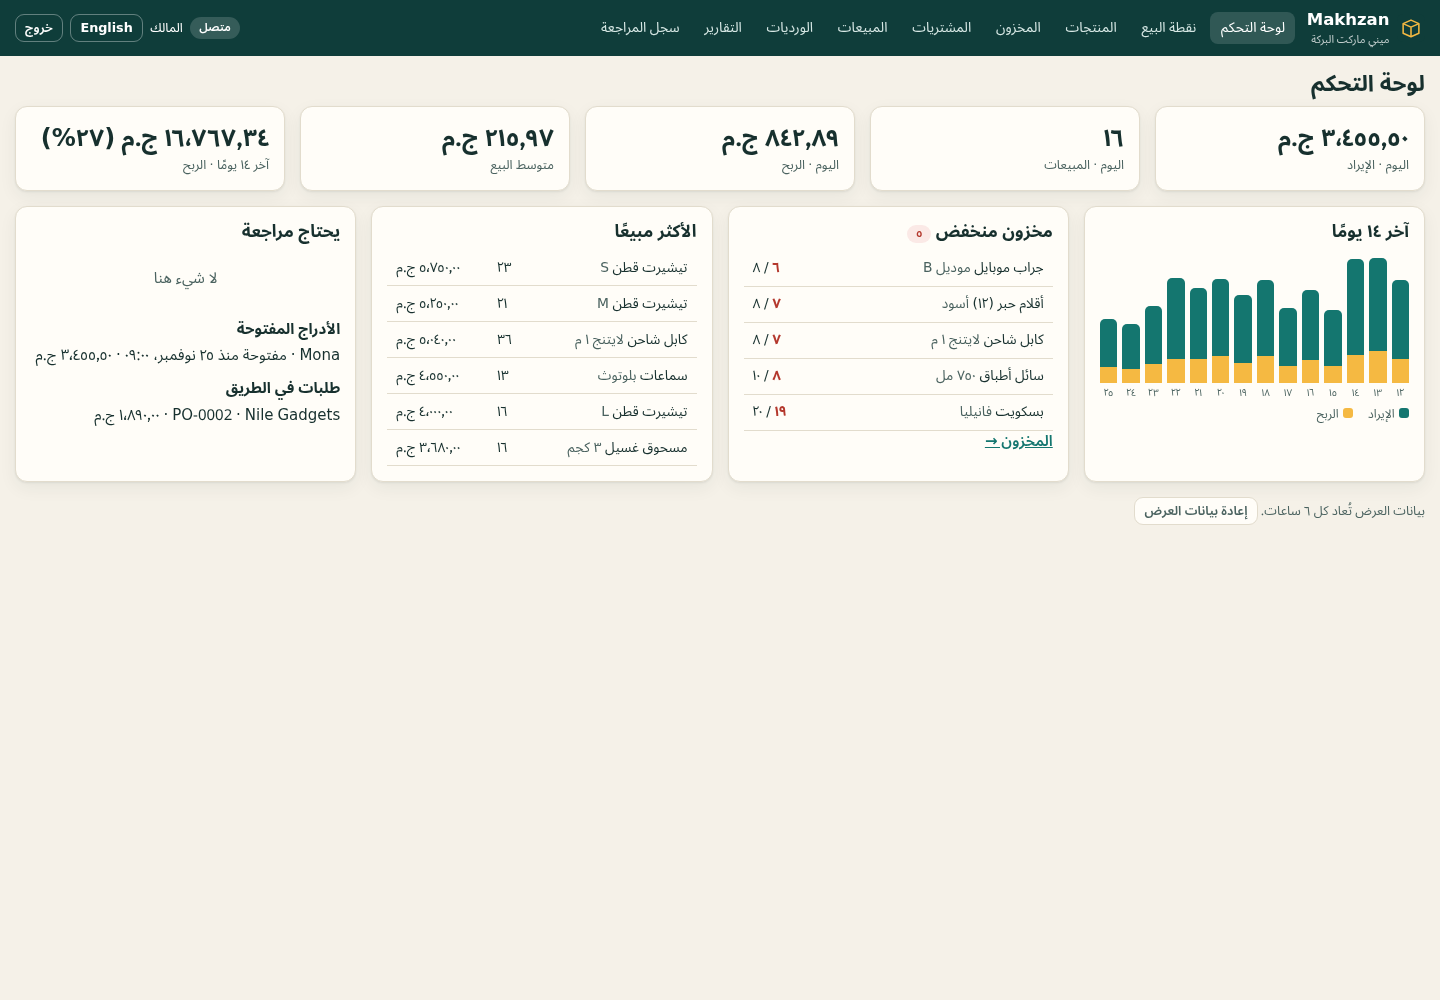 Makhzan
ميني ماركت البركة
لوحة التحكم
نقطة البيع
المنتجات
المخزون
المشتريات
المبيعات
الورديات
التقارير
سجل المراجعة
متصل
المالك
English
خروج
لوحة التحكم
٣،٤٥٥,٥٠ ج.م
اليوم · الإيراد
١٦
اليوم · المبيعات
٨٤٢,٨٩ ج.م
اليوم · الربح
٢١٥,٩٧ ج.م
متوسط البيع
١٦،٧٦٧,٣٤ ج.م (٢٧%)
آخر ١٤ يومًا · الربح
آخر ١٤ يومًا
١٢ ١٣ ١٤ ١٥ ١٦ ١٧ ١٨ ١٩ ٢٠ ٢١ ٢٢ ٢٣ ٢٤ ٢٥
الإيراد
الربح
مخزون منخفض ٥
جراب موبايل موديل B ٦ / ٨
أقلام حبر (١٢) أسود ٧ / ٨
كابل شاحن لايتنج ١ م ٧ / ٨
سائل أطباق ٧٥٠ مل ٨ / ١٠
بسكويت فانيليا ١٩ / ٢٠
المخزون →
الأكثر مبيعًا
تيشيرت قطن S ٢٣ ٥،٧٥٠,٠٠ ج.م
تيشيرت قطن M ٢١ ٥،٢٥٠,٠٠ ج.م
كابل شاحن لايتنج ١ م ٣٦ ٥،٠٤٠,٠٠ ج.م
سماعات بلوتوث ١٣ ٤،٥٥٠,٠٠ ج.م
تيشيرت قطن L ١٦ ٤،٠٠٠,٠٠ ج.م
مسحوق غسيل ٣ كجم ١٦ ٣،٦٨٠,٠٠ ج.م
يحتاج مراجعة
لا شيء هنا
الأدراج المفتوحة
Mona · مفتوحة منذ ٢٥ نوفمبر، ٠٩:٠٠ · ٣،٤٥٥,٥٠ ج.م
طلبات في الطريق
PO-0002 · Nile Gadgets · ١،٨٩٠,٠٠ ج.م
بيانات العرض تُعاد كل ٦ ساعات. إعادة بيانات العرض